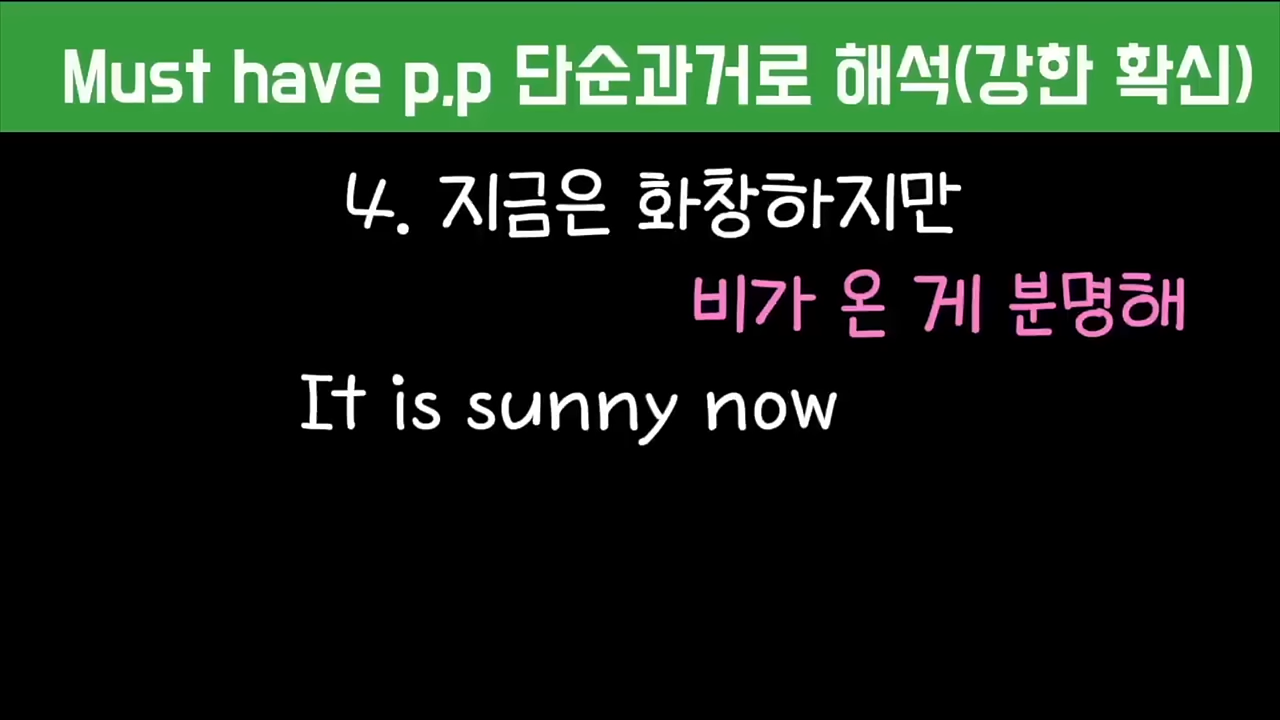 Must have p.p 단순과거로 해석(강한 확신)
4. 지금은 화창하지만
비가 온 게 분명해
It is sunny now